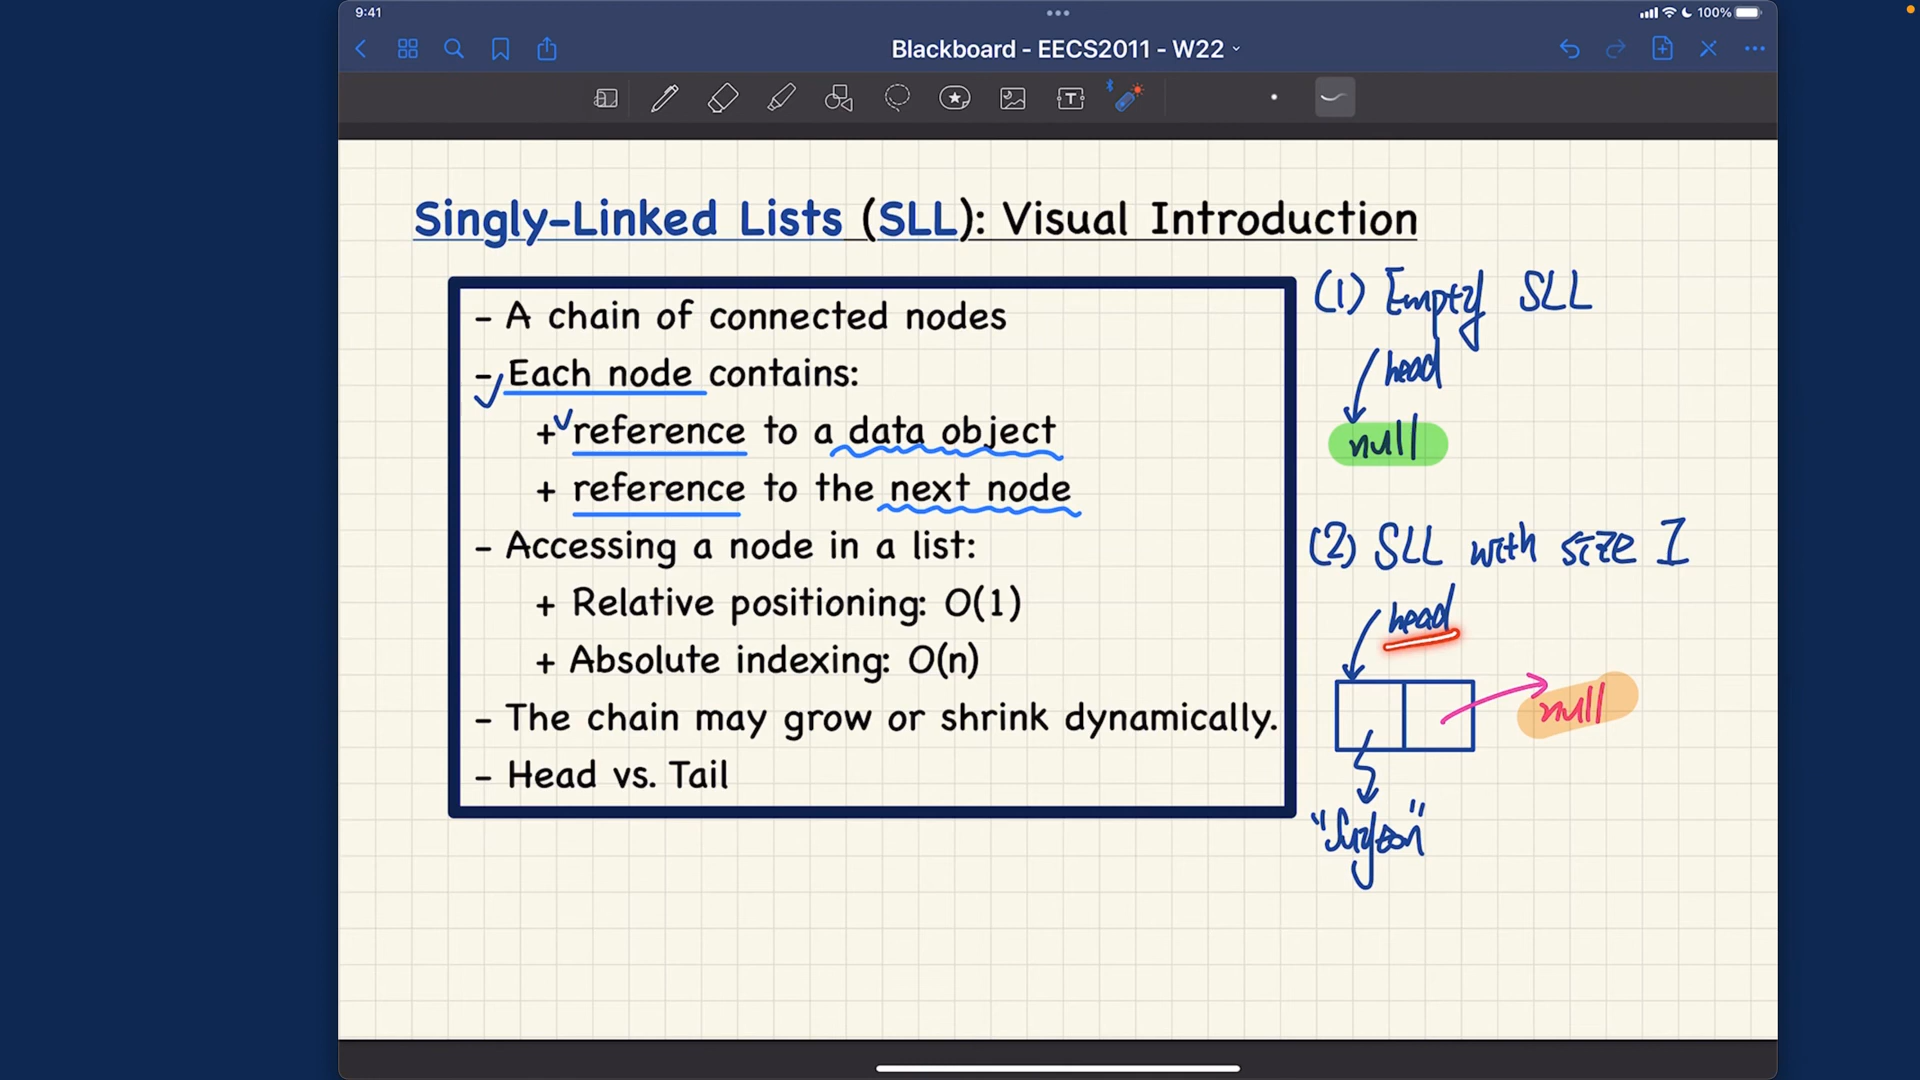 9:41
100%
Blackboard - EECS2011 - W22
Singly-Linked Lists (SLL): Visual Introduction
- A chain of connected nodes
- Each node contains:
+ reference to a data object
+ reference to the next node
- Accessing a node in a list:
+ Relative positioning: O(1)
+ Absolute indexing: O(n)
- The chain may grow or shrink dynamically.
- Head vs. Tail
(1) Empty SLL
head
null
(2) SLL with size 1
head
null